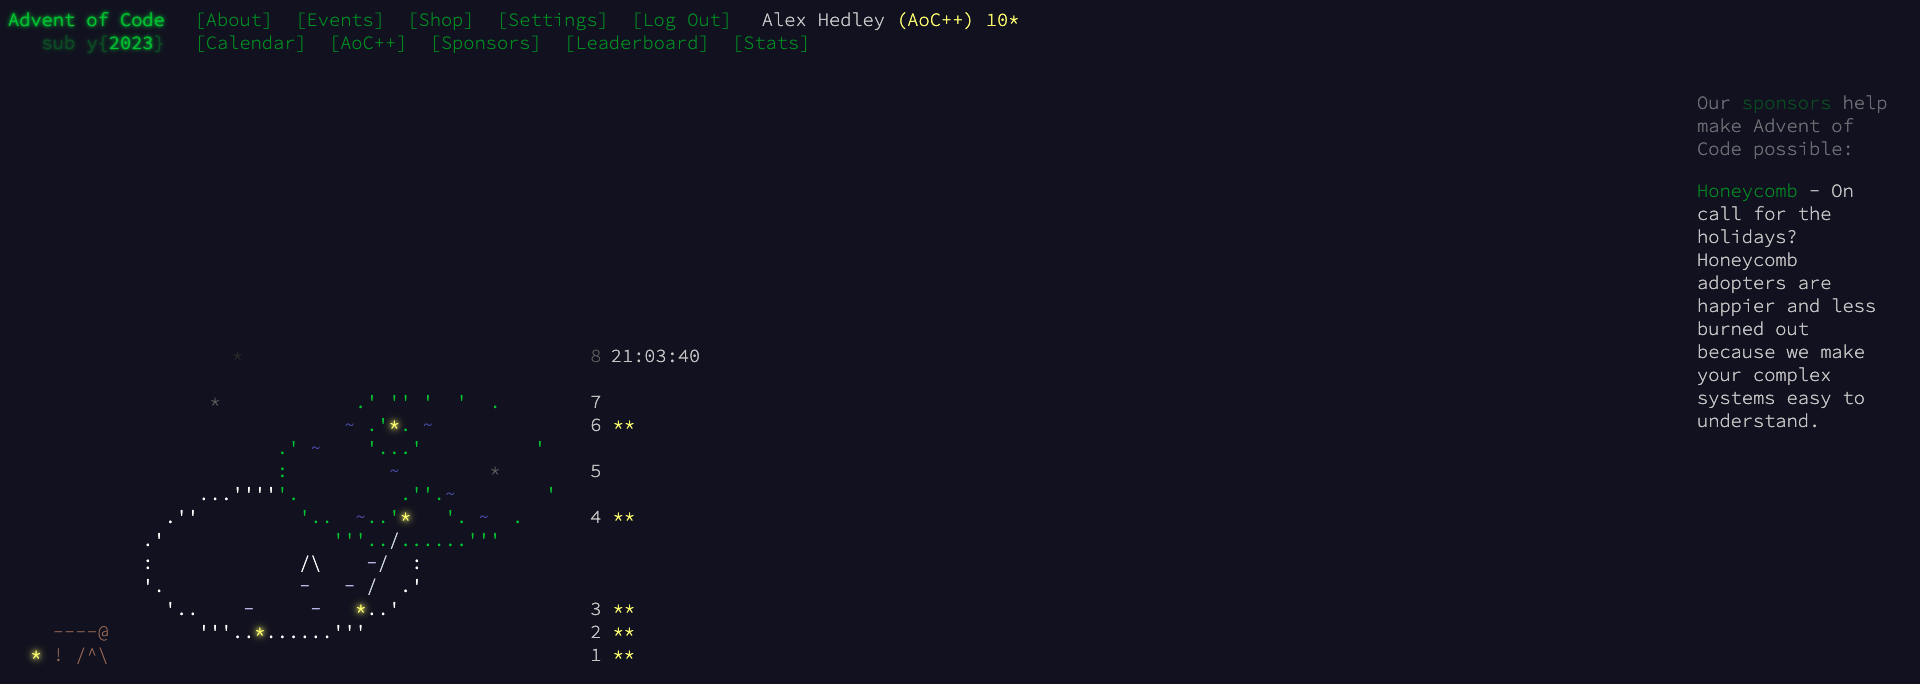 Advent of Code [About] [Events] [Shop] [Settings] [Log Out] Alex Hedley (AoC++) 10*
sub y{2023} [Calendar] [AoC++] [Sponsors] [Leaderboard] [Stats]
Our sponsors help
make Advent of
Code possible:
Honeycomb - On
call for the
holidays?
Honeycomb
adopters are
happier and less
burned out
because we make
your complex
systems easy to
understand.
* 8 21:03:40
* .' '' ' ' . 7
~ .'*. ~ 6 **
.' ~ '...' '
: ~ * 5
...''''. .''.~ '
.'' '.. ~..'* '. ~ . 4 **
.' '''../......'''
: /\ -/ :
'. - - / .'
'.. - - *..' 3 **
----@ '''..*......''' 2 **
* ! /^\ 1 **